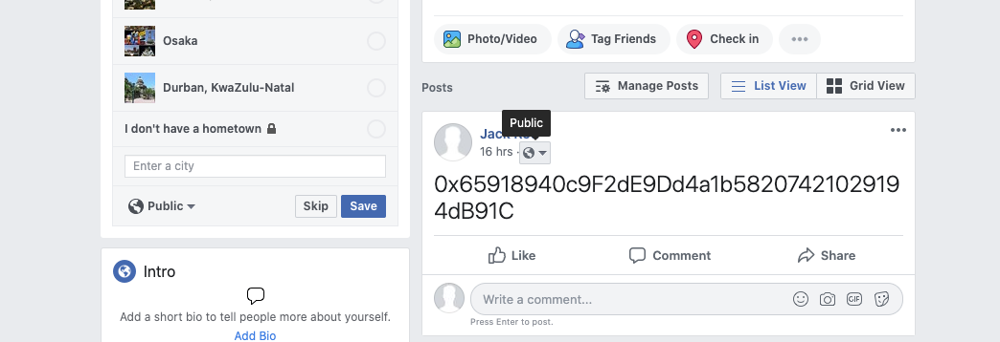 Osaka
Durban, KwaZulu-Natal
I don't have a hometown
Enter a city
Public
Skip
Save
Intro
Add a short bio to tell people more about yourself.
Add Bio
Photo/Video
Tag Friends
Check in
Posts
Manage Posts
List View
Grid View
Public
Jack
16 hrs ·
0x65918940c9F2dE9Dd4a1b5820742102919
4dB91C
Like
Comment
Share
Write a comment...
GIF
Press Enter to post.